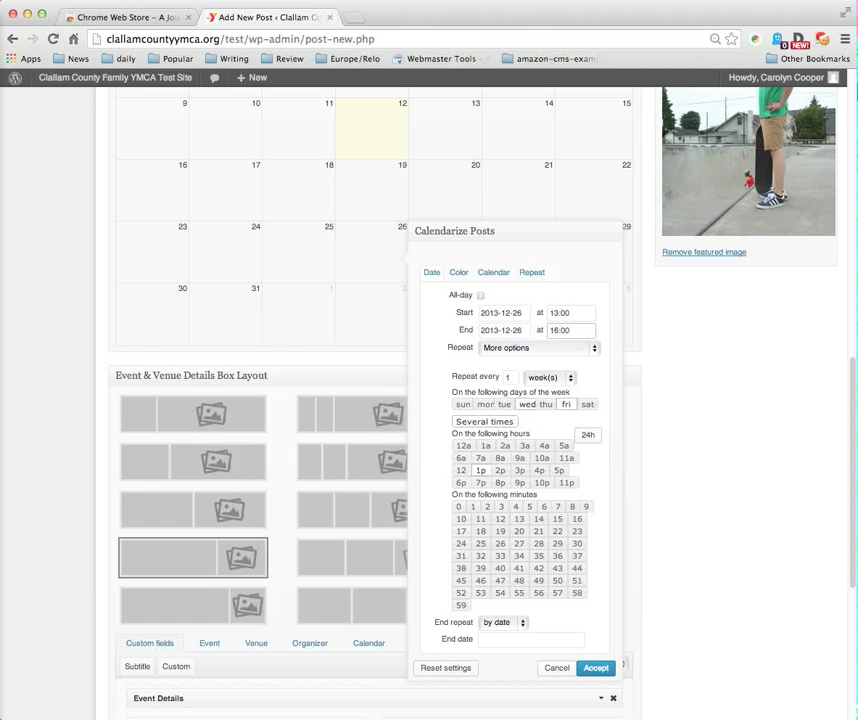 Chrome Web Store – A Jou
Add New Post ‹ Clallam C
clallamcountyymca.org/test/wp-admin/post-new.php
0 NEW!
Apps News daily Popular Writing Review Europe/Relo Webmaster Tools - amazon-cms-exam Other Bookmarks
Clallam County Family YMCA Test Site + New Howdy, Carolyn Cooper
9 10 11 12 13 14 15
16 17 18 19 20 21 22
23 24 25 26 29
Calendarize Posts
Remove featured image
Date Color Calendar Repeat
30 31 1 5
All-day
Start 2013-12-26 at 13:00
End 2013-12-26 at 16:00
Repeat More options
Event & Venue Details Box Layout
Repeat every 1 week(s)
On the following days of the week
sun mon tue wed thu fri sat
Several times
On the following hours 24h
12a 1a 2a 3a 4a 5a
6a 7a 8a 9a 10a 11a
12 1p 2p 3p 4p 5p
6p 7p 8p 9p 10p 11p
On the following minutes
0 1 2 3 4 5 6 7 8 9
10 11 12 13 14 15 16
17 18 19 20 21 22 23
24 25 26 27 28 29 30
31 32 33 34 35 36 37
38 39 40 41 42 43 44
45 46 47 48 49 50 51
52 53 54 55 56 57 58
59
End repeat by date
End date
Custom fields Event Venue Organizer Calendar
Subtitle Custom
Reset settings Cancel Accept
Event Details